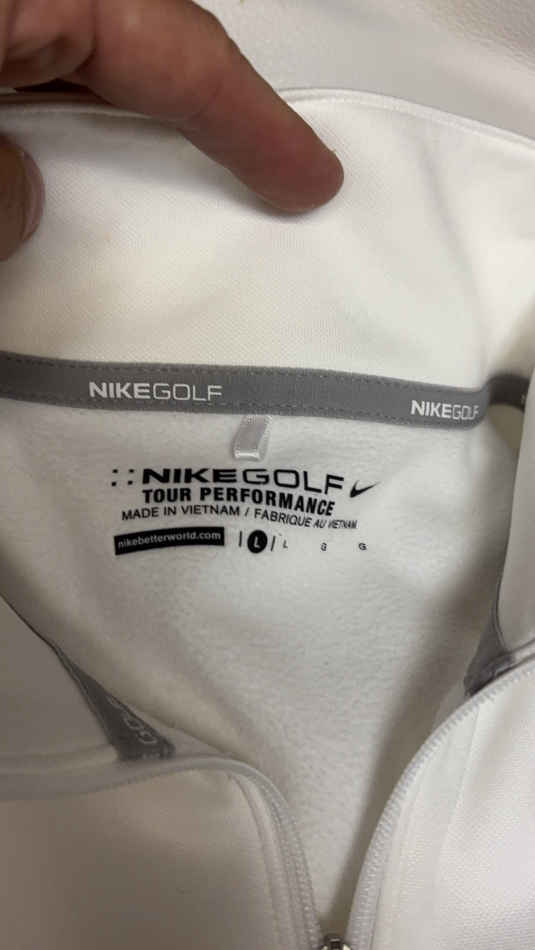 NIKEGOLF NIKEGOLF
NIKEGOLF
TOUR PERFORMANCE
MADE IN VIETNAM / FABRIQUE AU VIETNAM
nikebetterworld.com | L | L G G